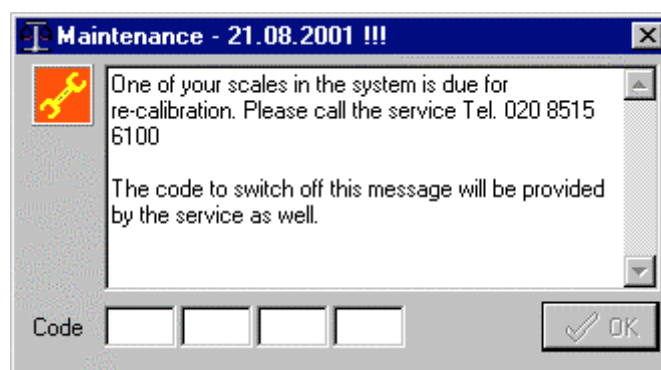 Maintenance - 21.08.2001 !!!
One of your scales in the system is due for
re-calibration. Please call the service Tel. 020 8515
6100
The code to switch off this message will be provided
by the service as well.
Code
OK